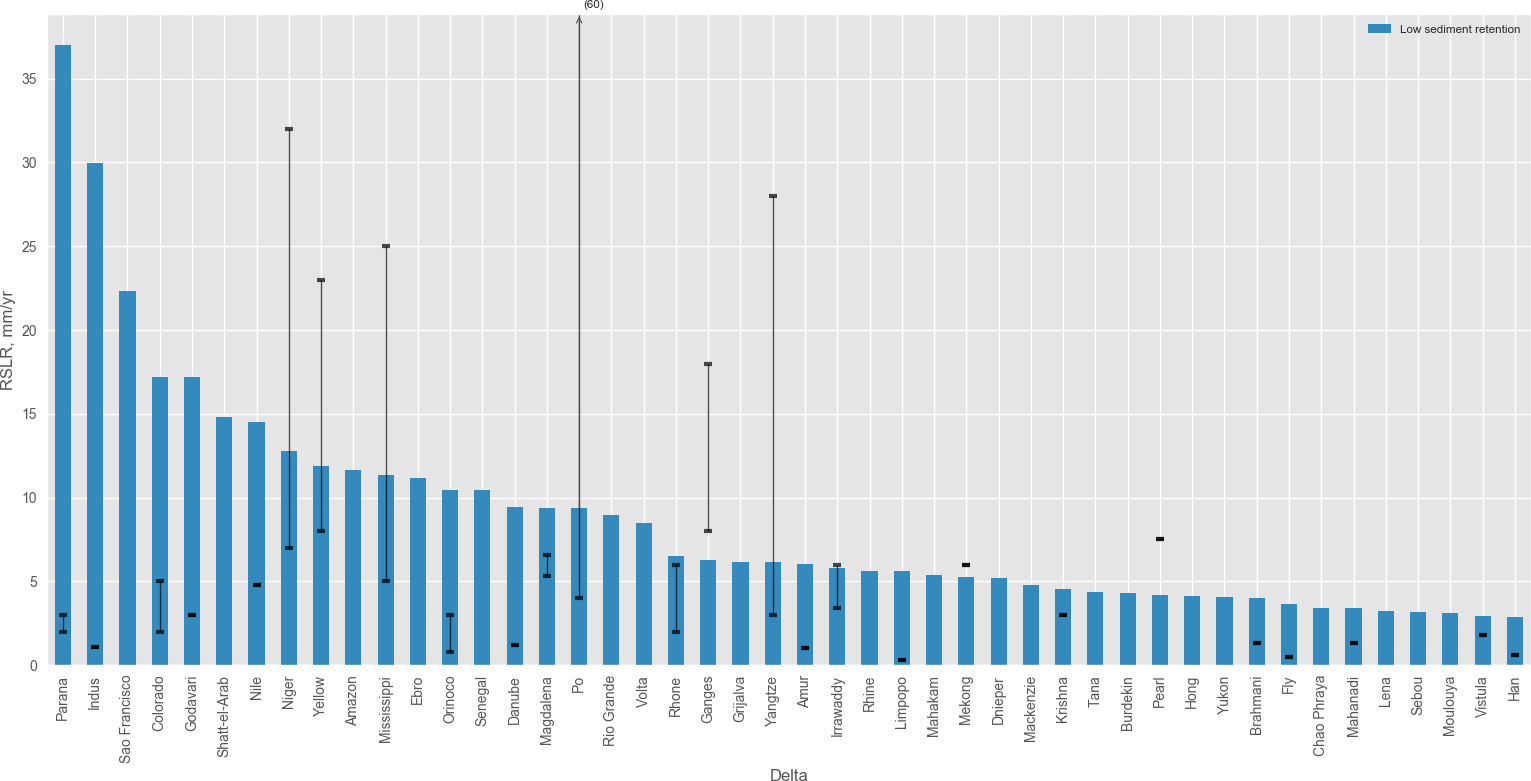 (60)
Low sediment retention
35
30
25
20
15
10
5
0
RSLR, mm/yr
Parana
Indus
Sao Francisco
Colorado
Godavari
Shatt-el-Arab
Nile
Niger
Yellow
Amazon
Mississippi
Ebro
Orinoco
Senegal
Danube
Magdalena
Po
Rio Grande
Volta
Rhone
Ganges
Grijalva
Yangtze
Amur
Irrawaddy
Rhine
Limpopo
Mahakam
Mekong
Dnieper
Mackenzie
Krishna
Tana
Burdekin
Pearl
Hong
Yukon
Brahmani
Fly
Chao Phraya
Mahanadi
Lena
Sebou
Moulouya
Vistula
Han
Delta